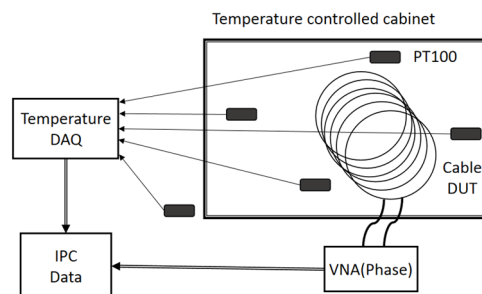 Temperature controlled cabinet
PT100
Temperature
DAQ
Cable
DUT
IPC
Data
VNA(Phase)